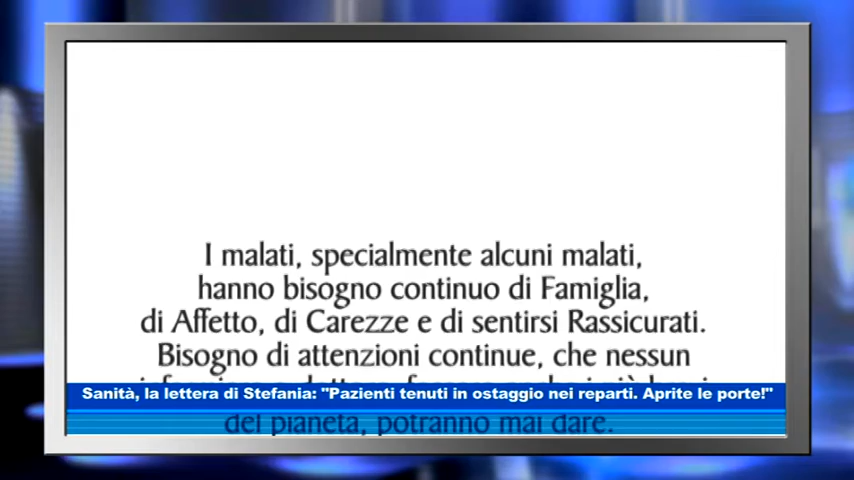 I malati, specialmente alcuni malati,
hanno bisogno continuo di Famiglia,
di Affetto, di Carezze e di sentirsi Rassicurati.
Bisogno di attenzioni continue, che nessun
Sanità, la lettera di Stefania: "Pazienti tenuti in ostaggio nei reparti. Aprite le porte!"
del pianeta, potranno mai dare.